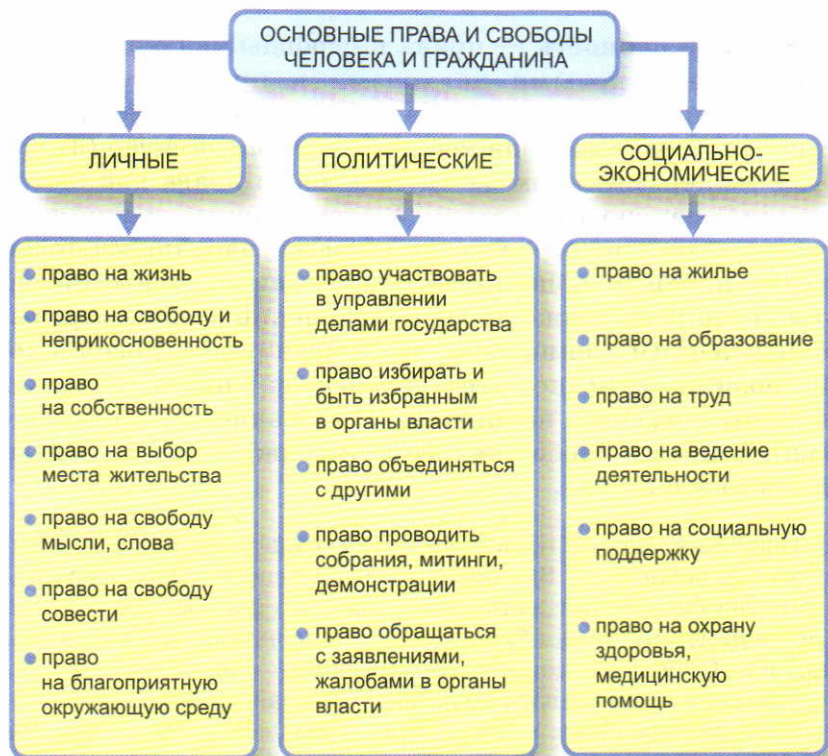 ОСНОВНЫЕ ПРАВА И СВОБОДЫ
ЧЕЛОВЕКА И ГРАЖДАНИНА
ЛИЧНЫЕ
право на жизнь
право на свободу и
неприкосновенность
право
на собственность
право на выбор
места жительства
право на свободу
мысли, слова
право на свободу
совести
право
на благоприятную
окружающую среду
ПОЛИТИЧЕСКИЕ
право участвовать
в управлении
делами государства
право избирать и
быть избранным
в органы власти
право объединяться
с другими
право проводить
собрания, митинги,
демонстрации
право обращаться
с заявлениями,
жалобами в органы
власти
СОЦИАЛЬНО-
ЭКОНОМИЧЕСКИЕ
право на жилье
право на образование
право на труд
право на ведение
деятельности
право на социальную
поддержку
право на охрану
здоровья,
медицинскую
помощь